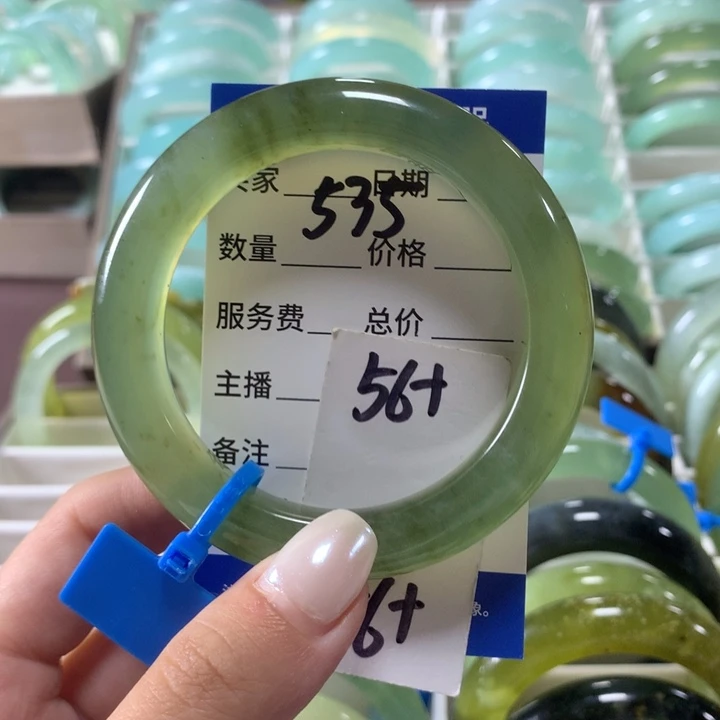 家 日期
535
数量 价格
服务费 总价
主播
56+
备注
6+